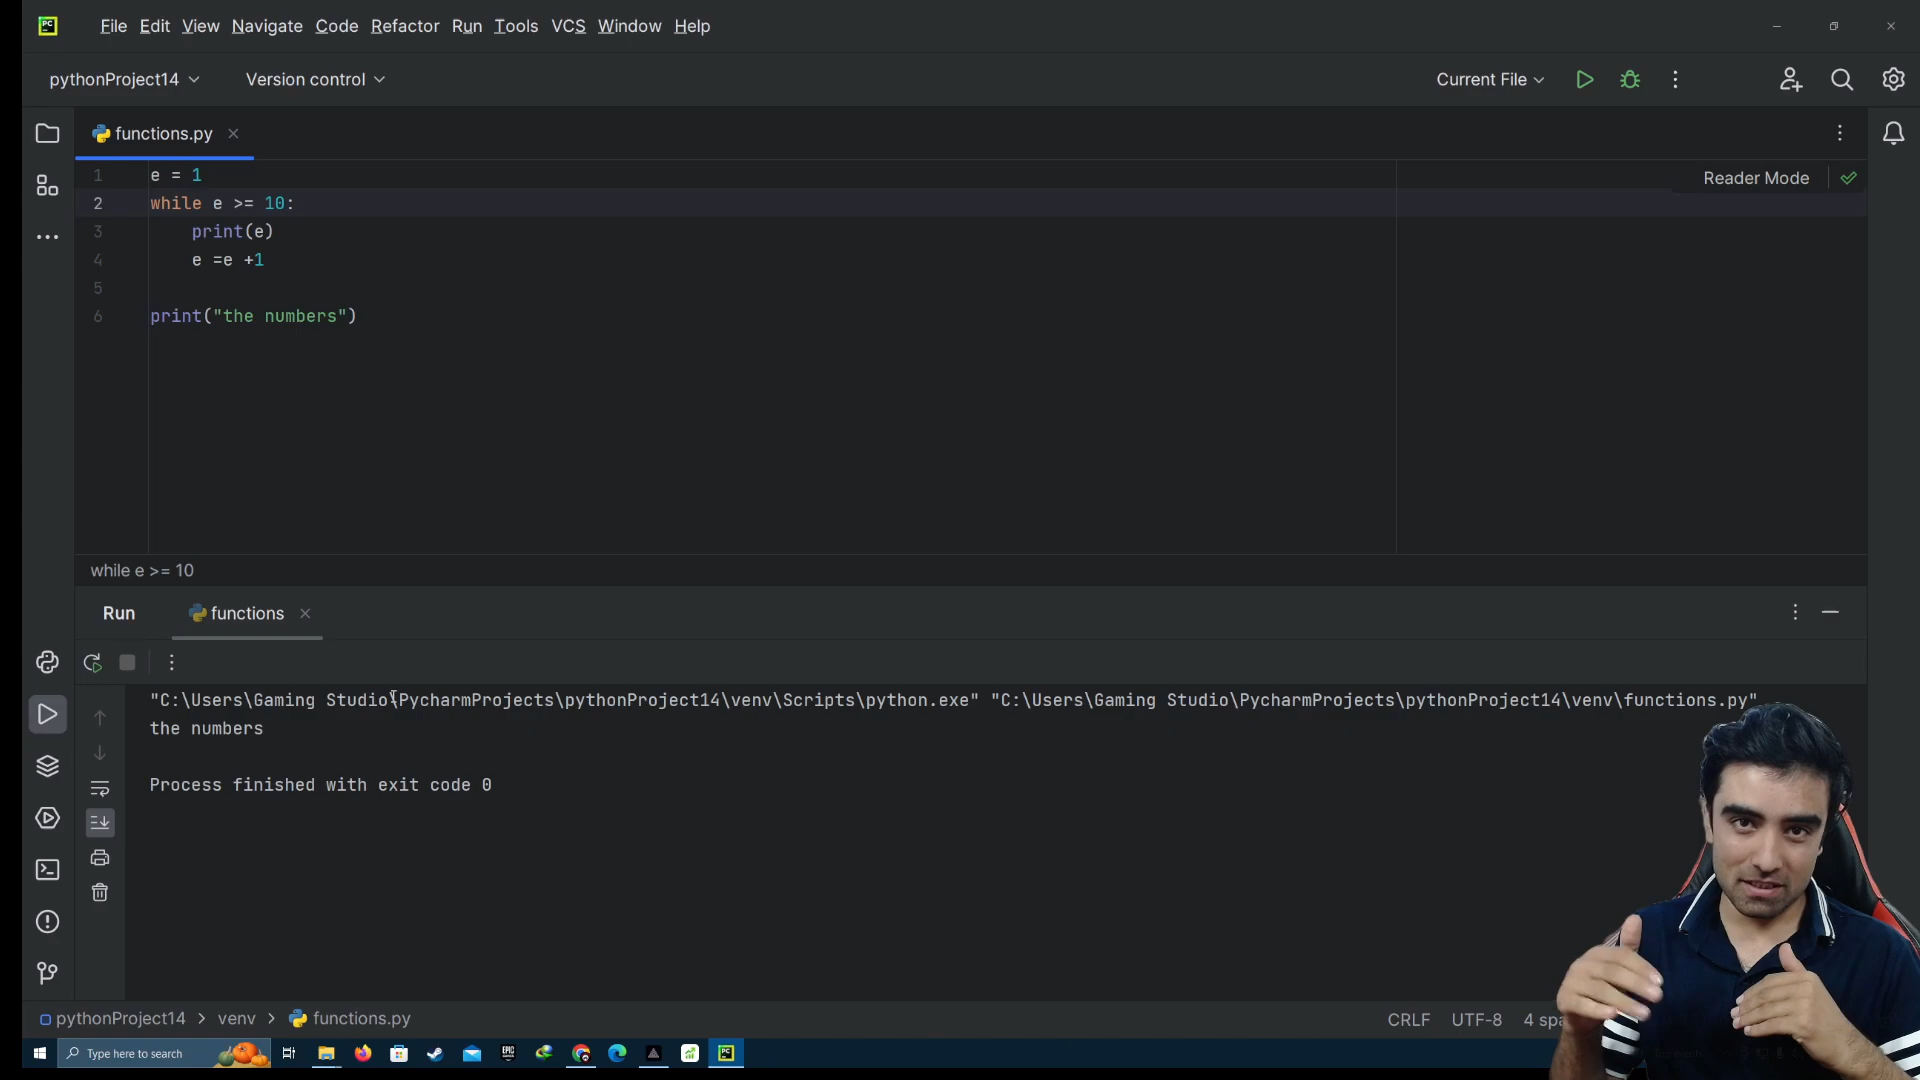 PC File Edit View Navigate Code Refactor Run Tools VCS Window Help
pythonProject14 Version control Current File
functions.py
1 e = 1 Reader Mode
2 while e >= 10:
3 print(e)
4 e =e +1
5
6 print("the numbers")
while e >= 10
Run functions
"C:\Users\Gaming Studio\PycharmProjects\pythonProject14\venv\Scripts\python.exe" "C:\Users\Gaming Studio\PycharmProjects\pythonProject14\venv\functions.py"
the numbers
Process finished with exit code 0
pythonProject14 > venv > functions.py CRLF UTF-8 4 spa
Type here to search EPIC PC